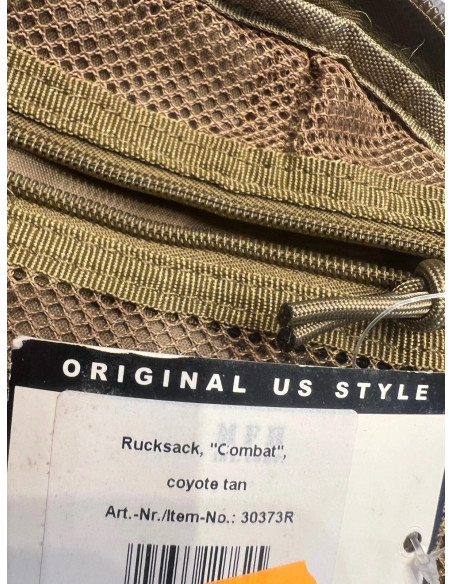 ORIGINAL US STYLE
Rucksack, "Combat",
coyote tan
Art.-Nr./Item-No.: 30373R